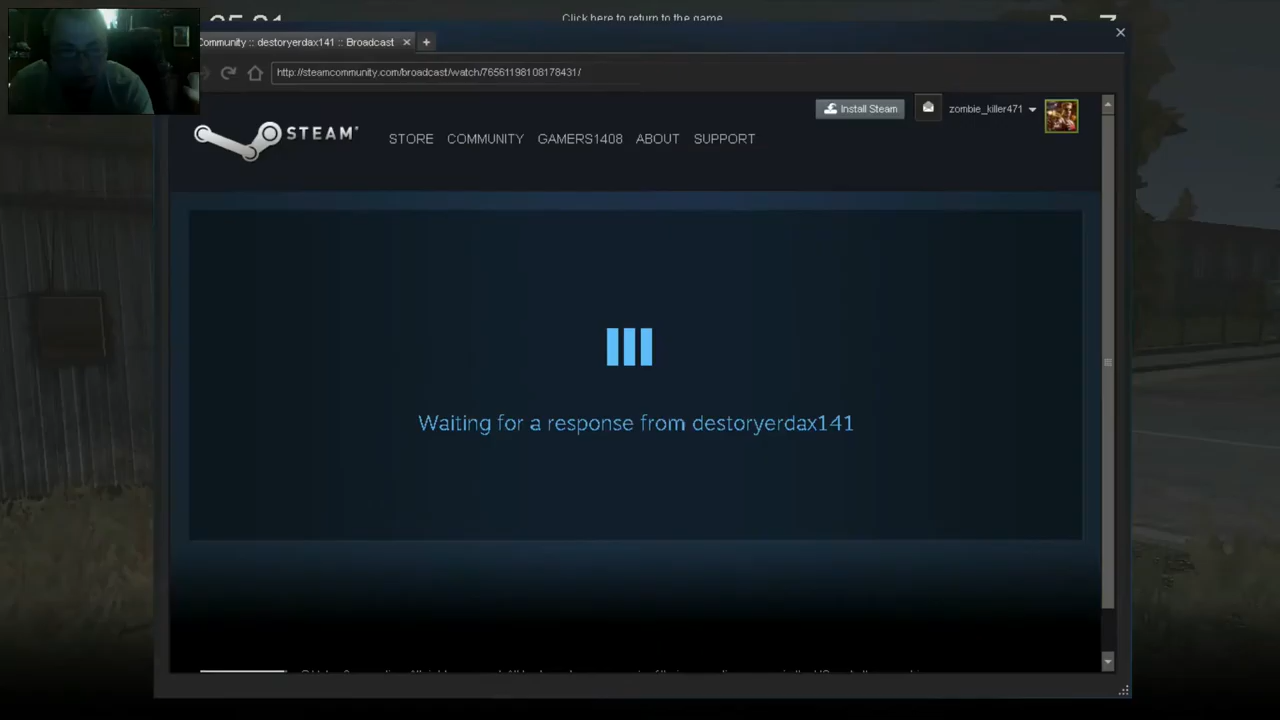 Click here to return to the game
Community :: destoryerdax141 :: Broadcast
http://steamcommunity.com/broadcast/watch/76561198108178431/
Install Steam
zombie_killer471
STEAM®
STORE
COMMUNITY
GAMERS1408
ABOUT
SUPPORT
Waiting for a response from destoryerdax141